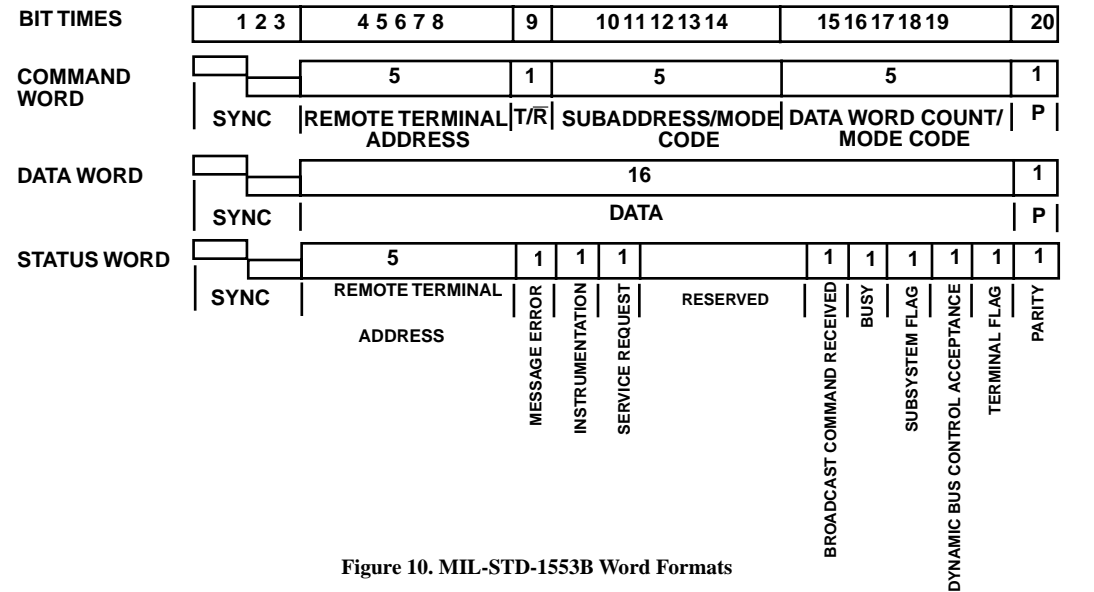 BIT TIMES 1 2 3 4 5 6 7 8 9 10 11 12 13 14 15 16 17 18 19 20
COMMAND WORD 5 1 5 5 1
SYNC REMOTE TERMINAL ADDRESS T/R̅ SUBADDRESS/MODE CODE DATA WORD COUNT/MODE CODE P
DATA WORD 16 1
SYNC DATA P
STATUS WORD 5 1 1 1 1 1 1 1 1 1
SYNC REMOTE TERMINAL ADDRESS MESSAGE ERROR INSTRUMENTATION SERVICE REQUEST RESERVED BROADCAST COMMAND RECEIVED BUSY SUBSYSTEM FLAG DYNAMIC BUS CONTROL ACCEPTANCE TERMINAL FLAG PARITY
Figure 10. MIL-STD-1553B Word Formats